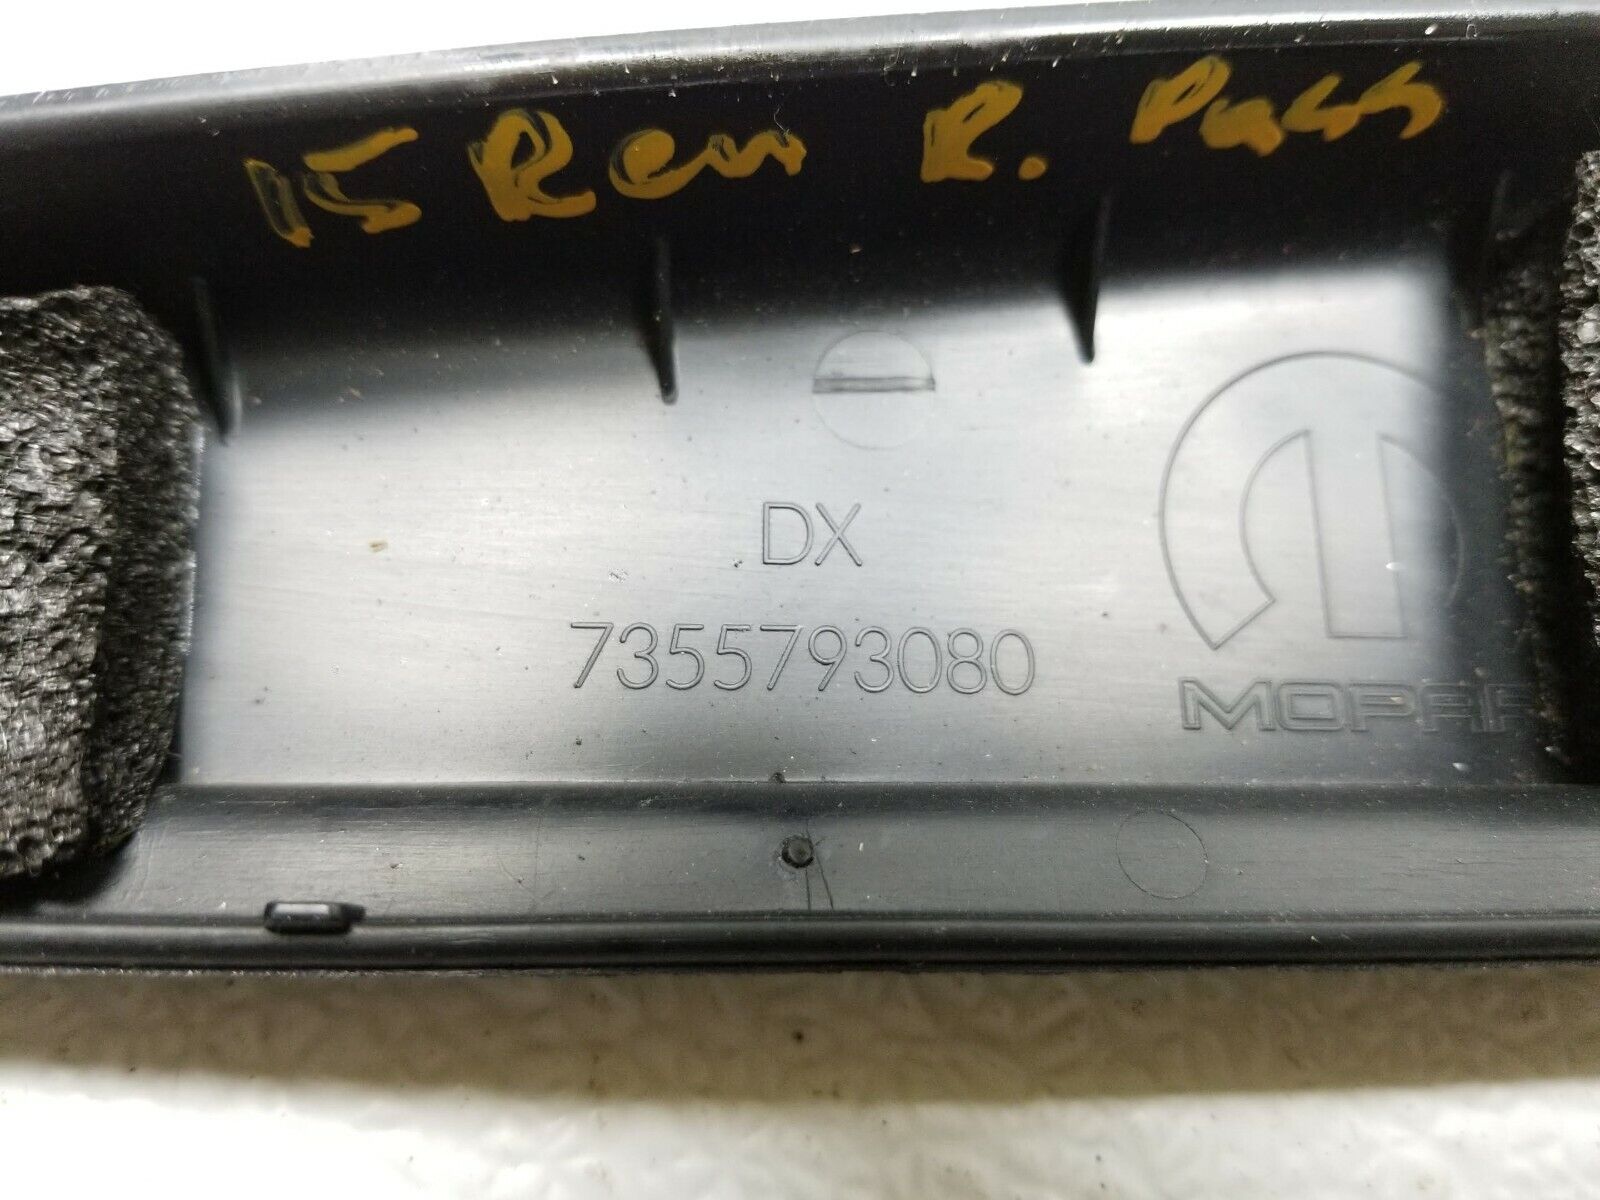 15 Ren R. Pass
DX
7355793080
MOPAR